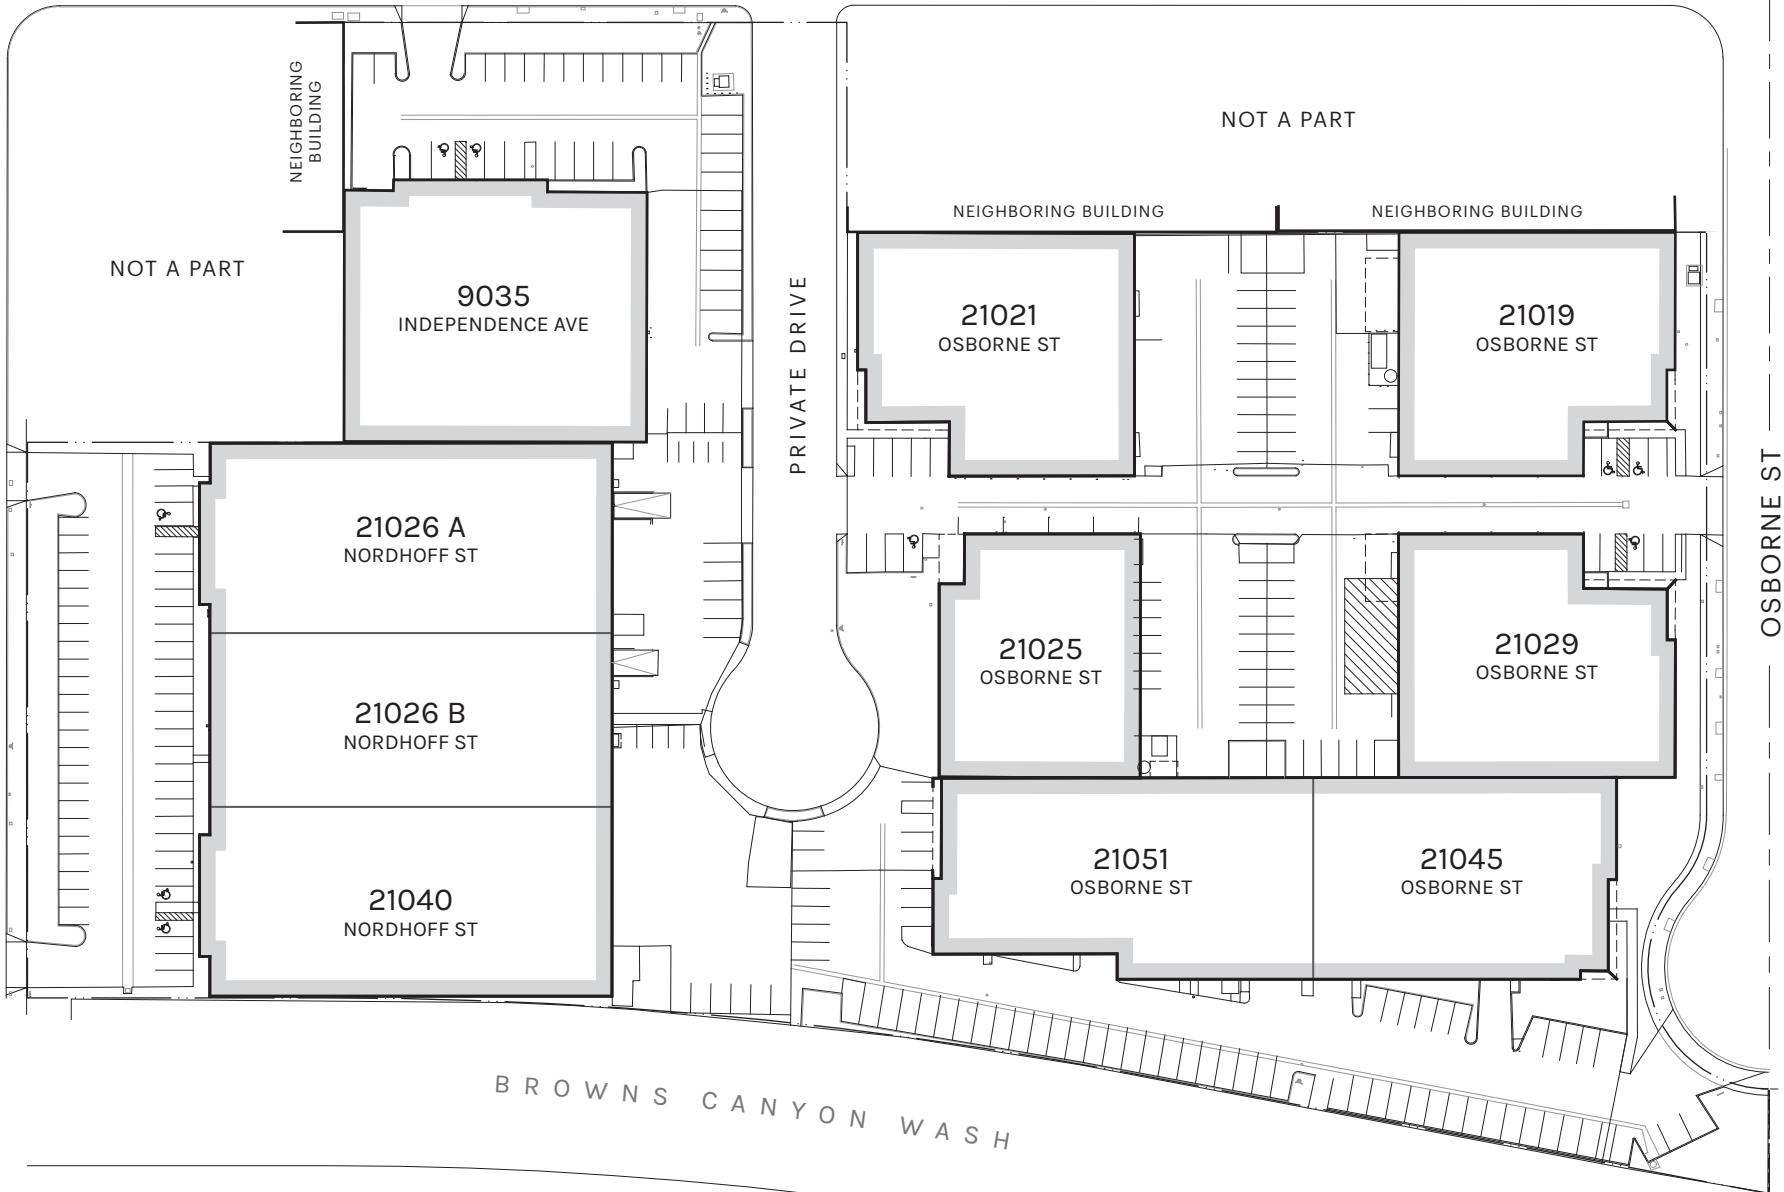 NEIGHBORING
BUILDING
NOT A PART
NEIGHBORING BUILDING
NEIGHBORING BUILDING
NOT A PART
9035
INDEPENDENCE AVE
PRIVATE DRIVE
21021
OSBORNE ST
21019
OSBORNE ST
OSBORNE ST
21026 A
NORDHOFF ST
21025
OSBORNE ST
21029
OSBORNE ST
21026 B
NORDHOFF ST
21051
OSBORNE ST
21045
OSBORNE ST
21040
NORDHOFF ST
BROWNS CANYON WASH